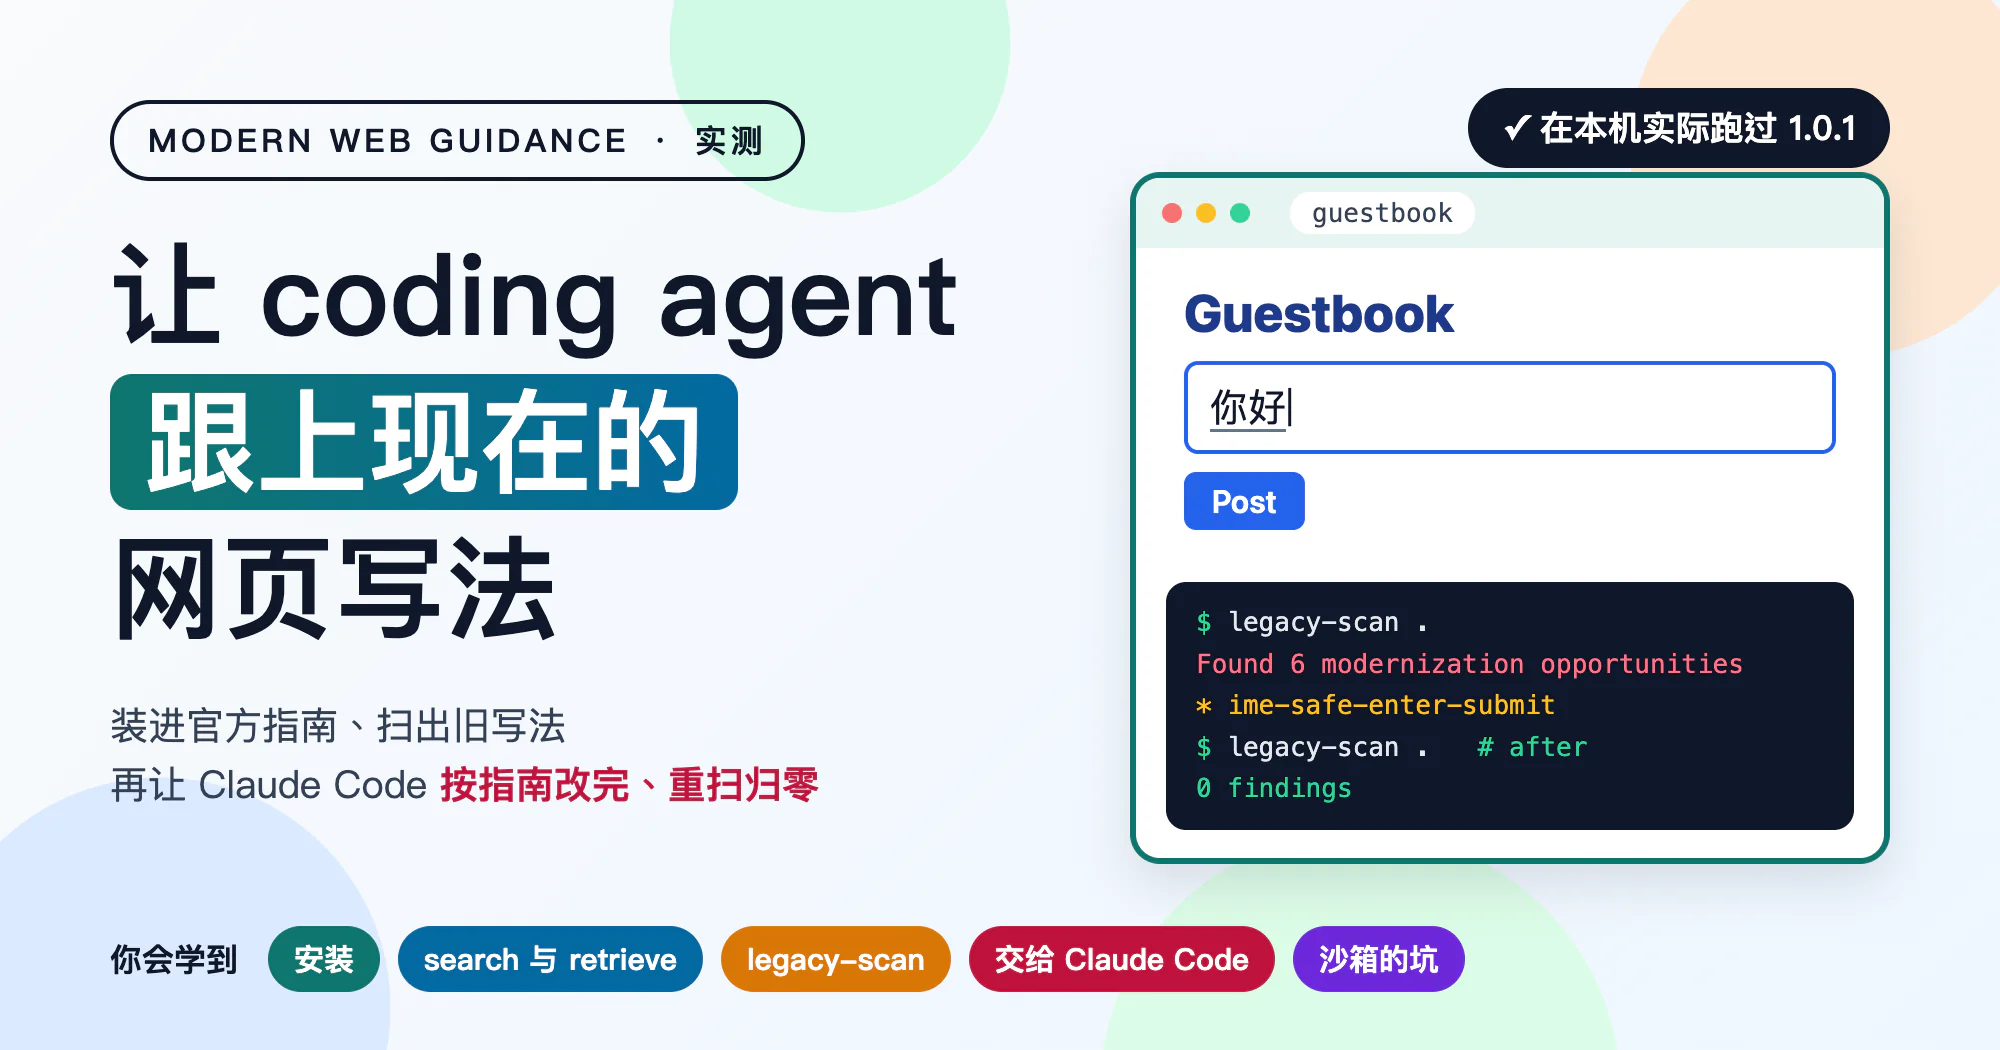 MODERN WEB GUIDANCE · 实测
让 coding agent
跟上现在的
网页写法
装进官方指南、扫出旧写法
再让 Claude Code 按指南改完、重扫归零
✓ 在本机实际跑过 1.0.1
guestbook
Guestbook
你好
Post
$ legacy-scan .
Found 6 modernization opportunities
* ime-safe-enter-submit
$ legacy-scan .   # after
0 findings
你会学到
安装
search 与 retrieve
legacy-scan
交给 Claude Code
沙箱的坑